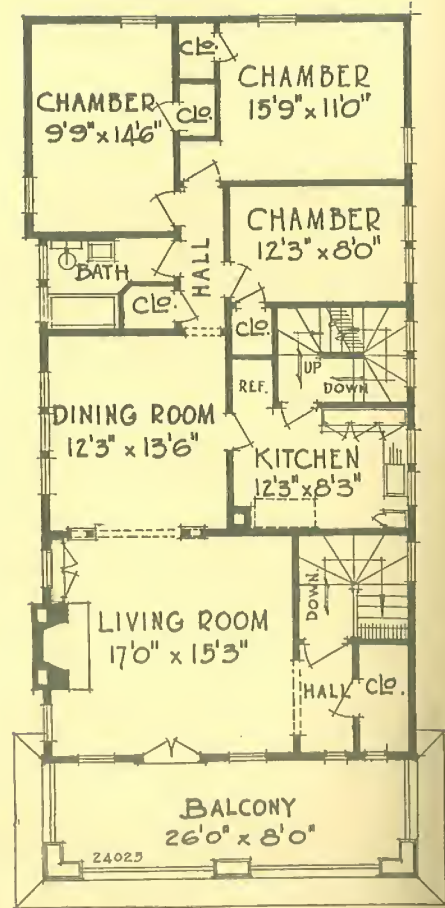 CLO.
CHAMBER
15'9" x 11'0"
CHAMBER
9'9" x 14'6"
CLO.
CHAMBER
12'3" x 8'0"
BATH
HALL
CLO.
CLO.
UP
DOWN
REF.
DINING ROOM
12'3" x 13'6"
KITCHEN
12'3" x 8'3"
DOWN
LIVING ROOM
17'0" x 15'3"
HALL
CLO.
BALCONY
26'0" x 8'0"
24025